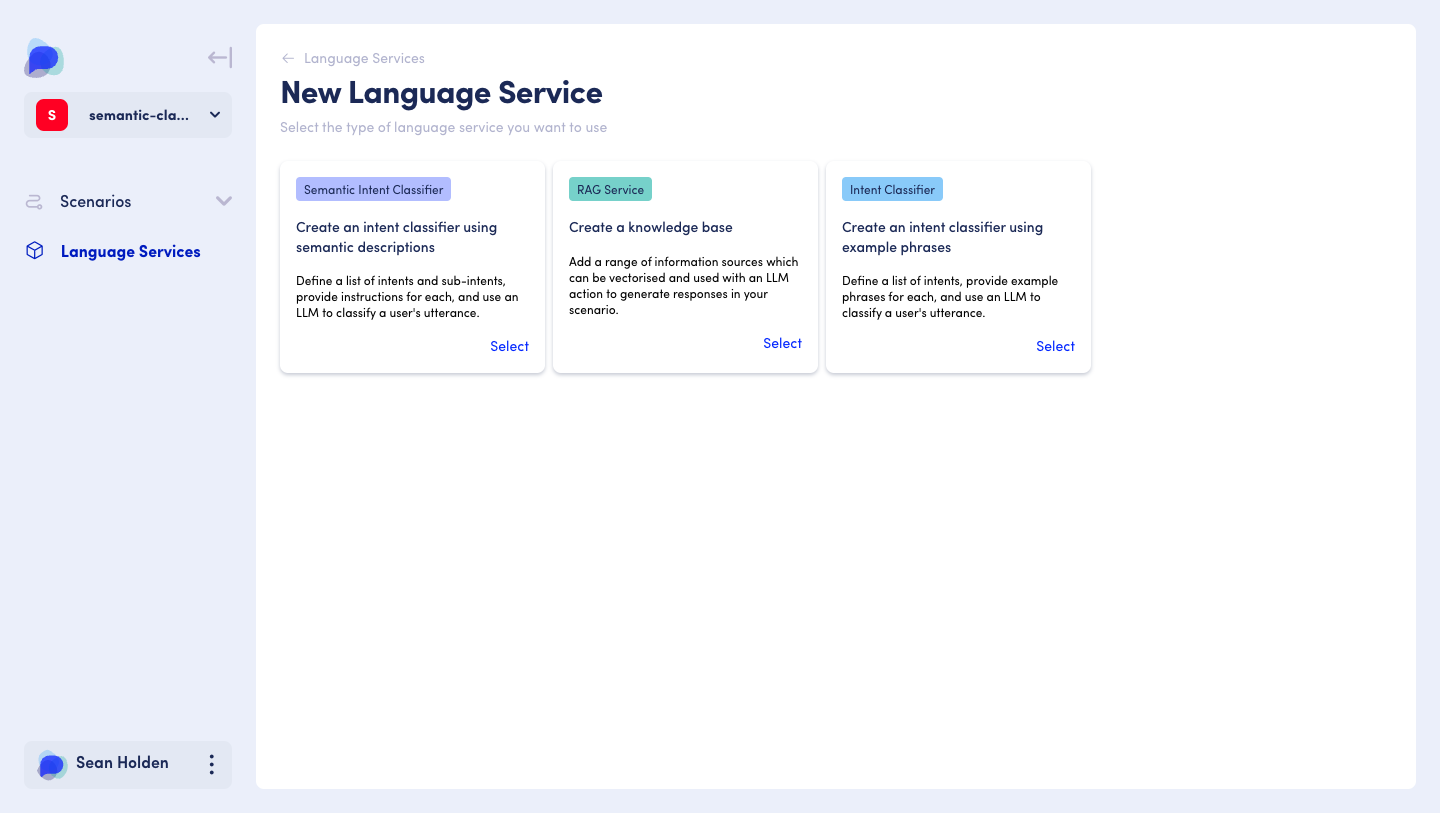 S
semantic-cla...
Scenarios
Language Services
Sean Holden
Language Services
New Language Service
Select the type of language service you want to use
Semantic Intent Classifier
Create an intent classifier using
semantic descriptions
Define a list of intents and sub-intents,
provide instructions for each, and use an
LLM to classify a user's utterance.
Select
RAG Service
Create a knowledge base
Add a range of information sources which
can be vectorised and used with an LLM
action to generate responses in your
scenario.
Select
Intent Classifier
Create an intent classifier using
example phrases
Define a list of intents, provide example
phrases for each, and use an LLM to
classify a user's utterance.
Select